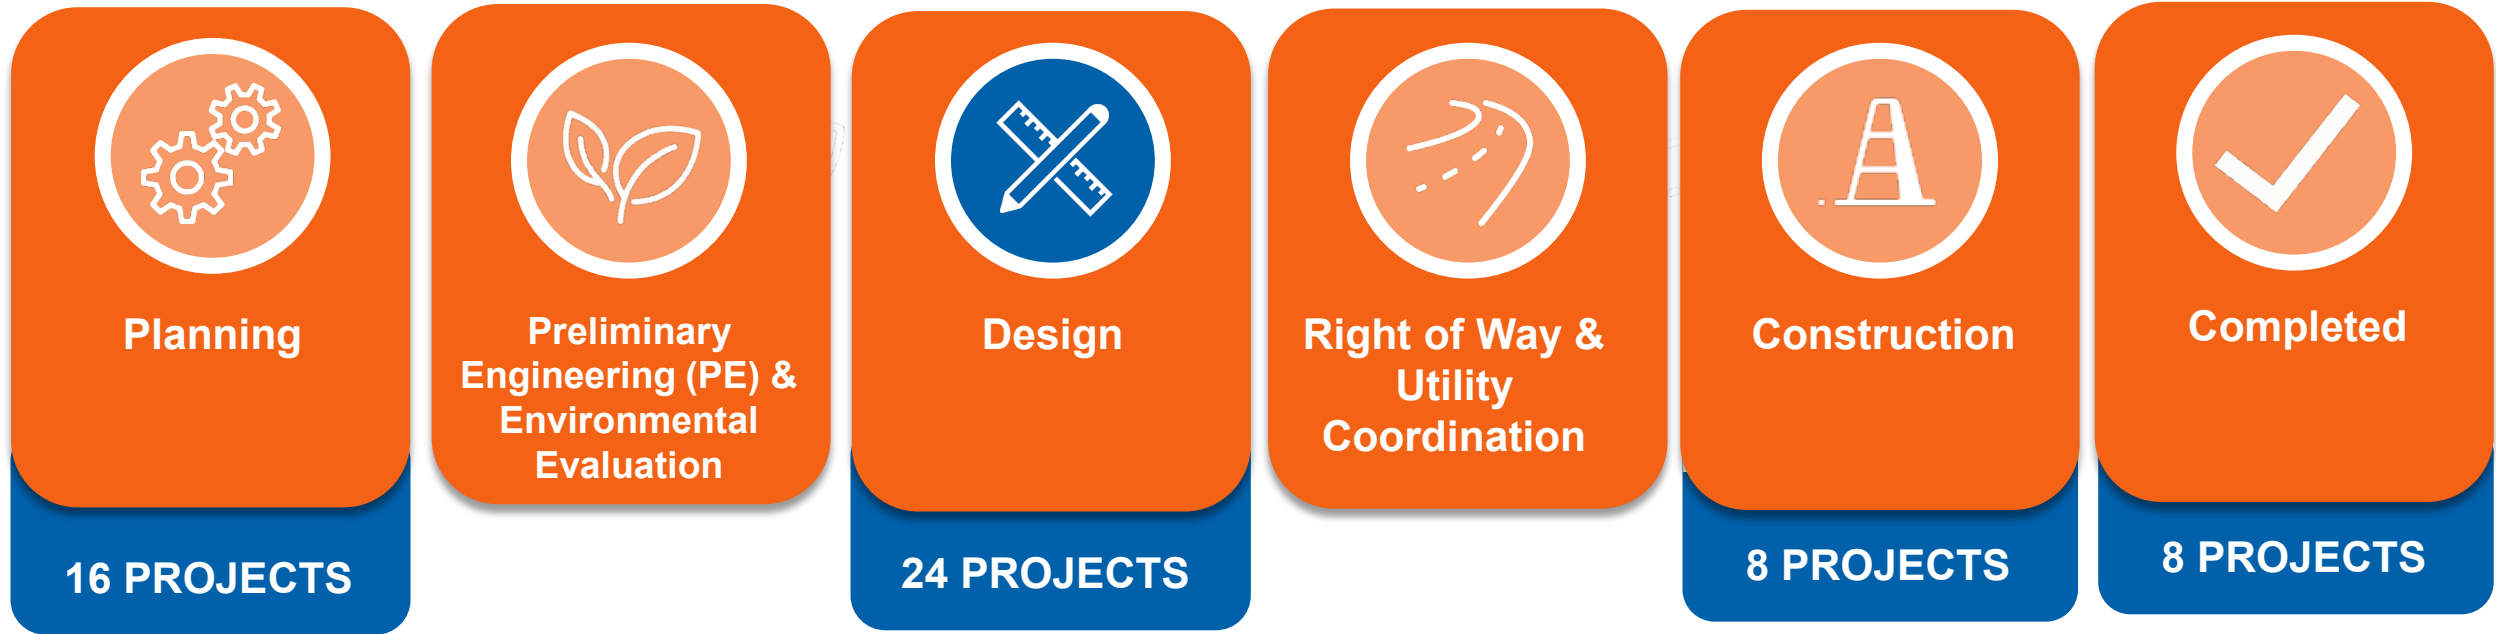 Planning
16 PROJECTS
Preliminary
Engineering (PE) &
Environmental
Evaluation
Design
24 PROJECTS
Right of Way &
Utility
Coordination
Construction
8 PROJECTS
Completed
8 PROJECTS